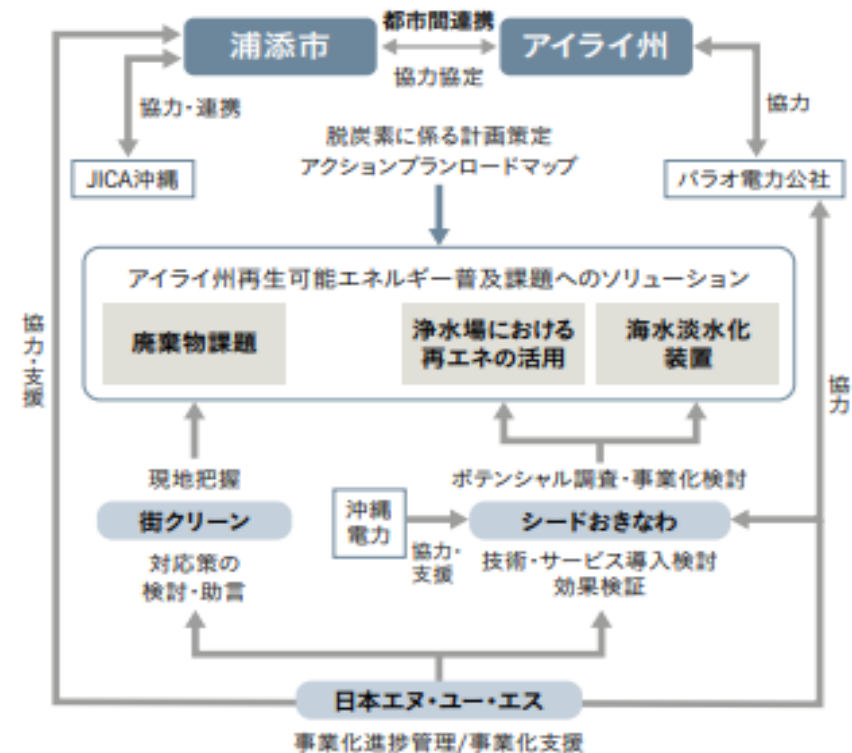 都市間連携
浦添市
アイライ州
協力協定
協力・連携
協力
脱炭素に係る計画策定
アクションプランロードマップ
JICA沖縄
パラオ電力公社
アイライ州再生可能エネルギー普及課題へのソリューション
廃棄物課題
浄水場における
再エネの活用
海水淡水化
装置
協力・支援
協力
現地把握
ポテンシャル調査・事業化検討
街クリーン
沖縄
電力
シードおきなわ
協力・
支援
対応策の
検討・助言
技術・サービス導入検討
効果検証
日本エヌ・ユー・エス
事業化進捗管理/事業化支援